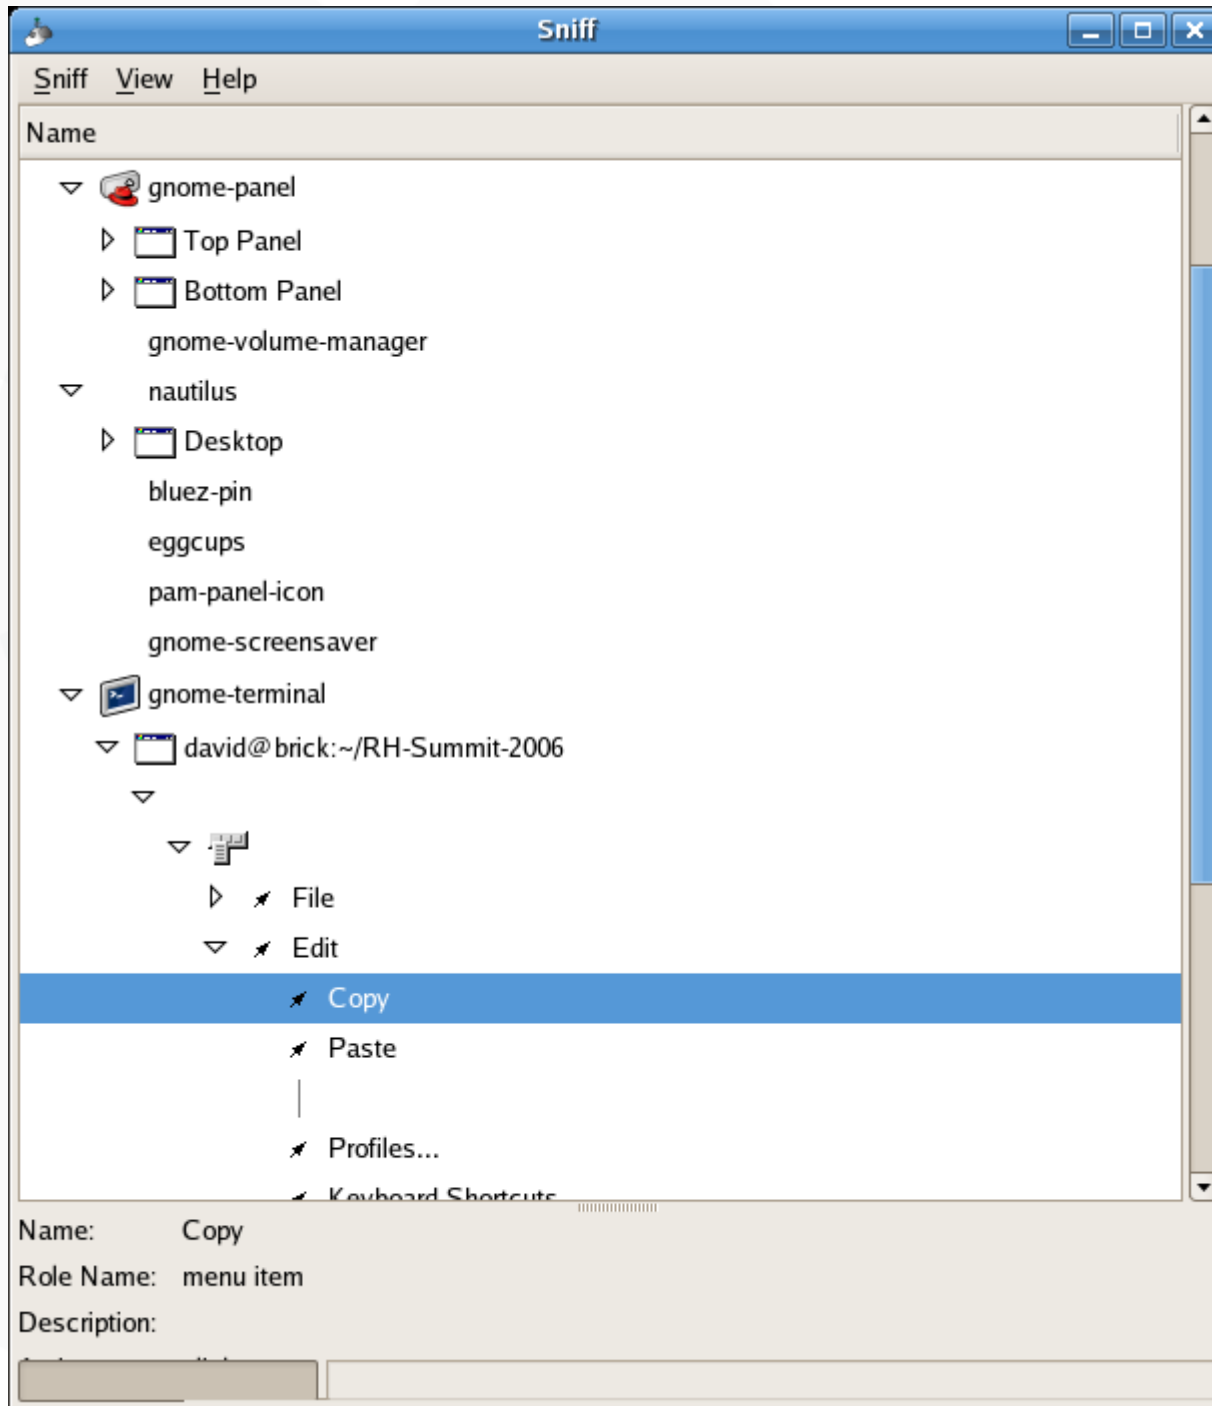 Sniff
Sniff View Help
Name
gnome-panel
Top Panel
Bottom Panel
gnome-volume-manager
nautilus
Desktop
bluez-pin
eggcups
pam-panel-icon
gnome-screensaver
gnome-terminal
david@brick:~/RH-Summit-2006
File
Edit
Copy
Paste
Profiles...
Keyboard Shortcuts
Name: Copy
Role Name: menu item
Description: